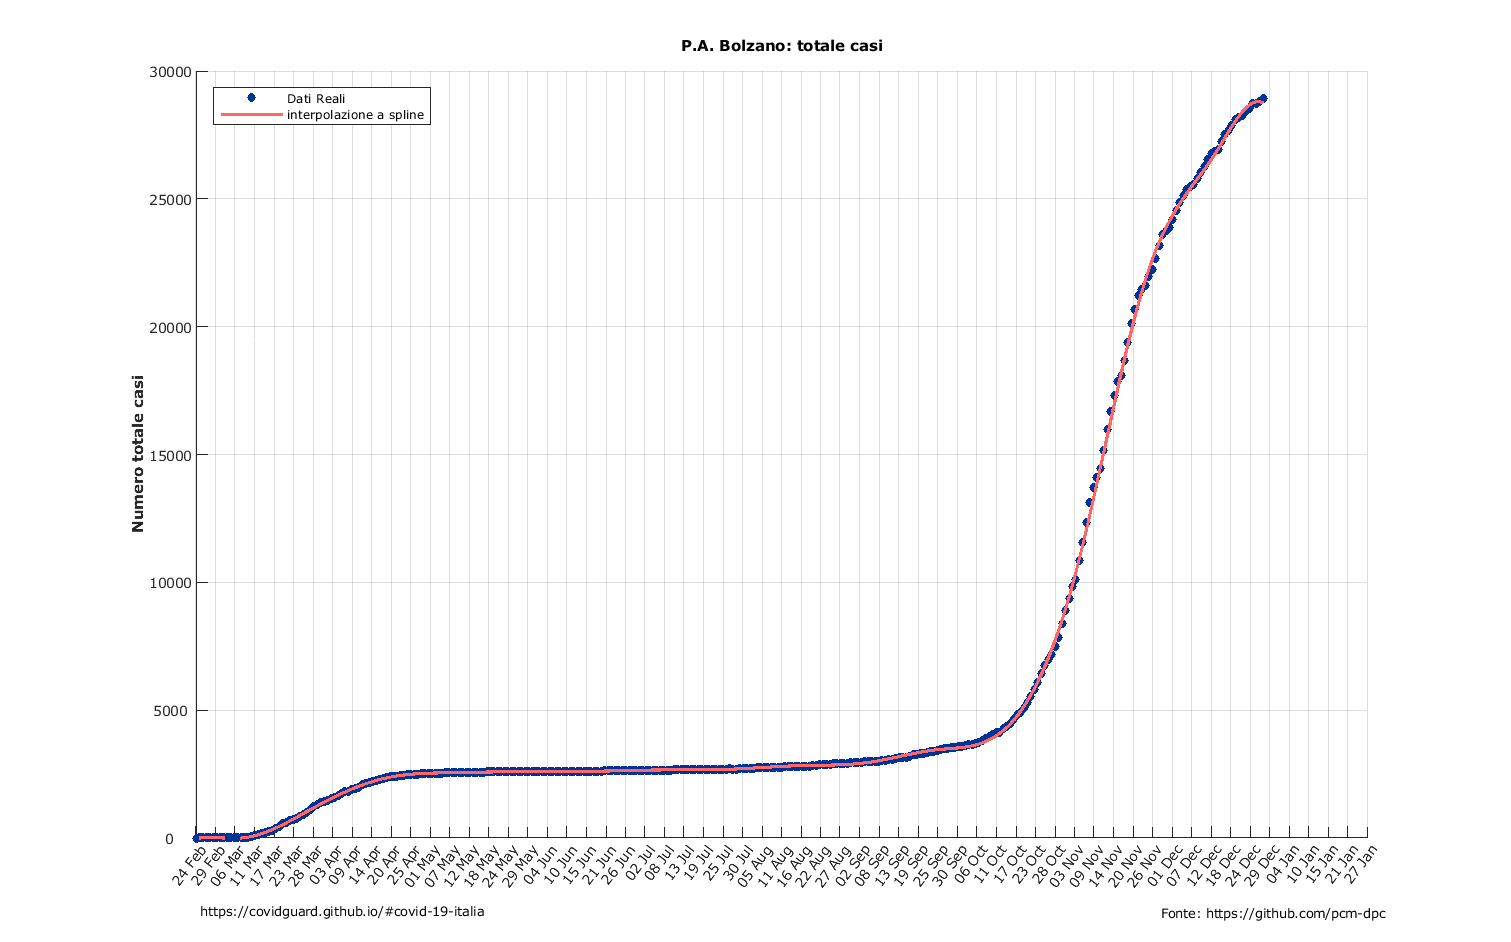 P.A. Bolzano: totale casi
Dati Reali
interpolazione a spline
Numero totale casi
30000
25000
20000
15000
10000
5000
0
24 Feb
29 Feb
06 Mar
11 Mar
17 Mar
23 Mar
28 Mar
03 Apr
09 Apr
14 Apr
20 Apr
25 Apr
01 May
07 May
12 May
18 May
24 May
29 May
04 Jun
10 Jun
15 Jun
21 Jun
26 Jun
02 Jul
08 Jul
13 Jul
19 Jul
25 Jul
30 Jul
05 Aug
11 Aug
16 Aug
22 Aug
27 Aug
02 Sep
08 Sep
13 Sep
19 Sep
25 Sep
30 Sep
06 Oct
11 Oct
17 Oct
23 Oct
28 Oct
03 Nov
09 Nov
14 Nov
20 Nov
26 Nov
01 Dec
07 Dec
12 Dec
18 Dec
24 Dec
29 Dec
04 Jan
10 Jan
15 Jan
21 Jan
27 Jan
https://covidguard.github.io/#covid-19-italia
Fonte: https://github.com/pcm-dpc